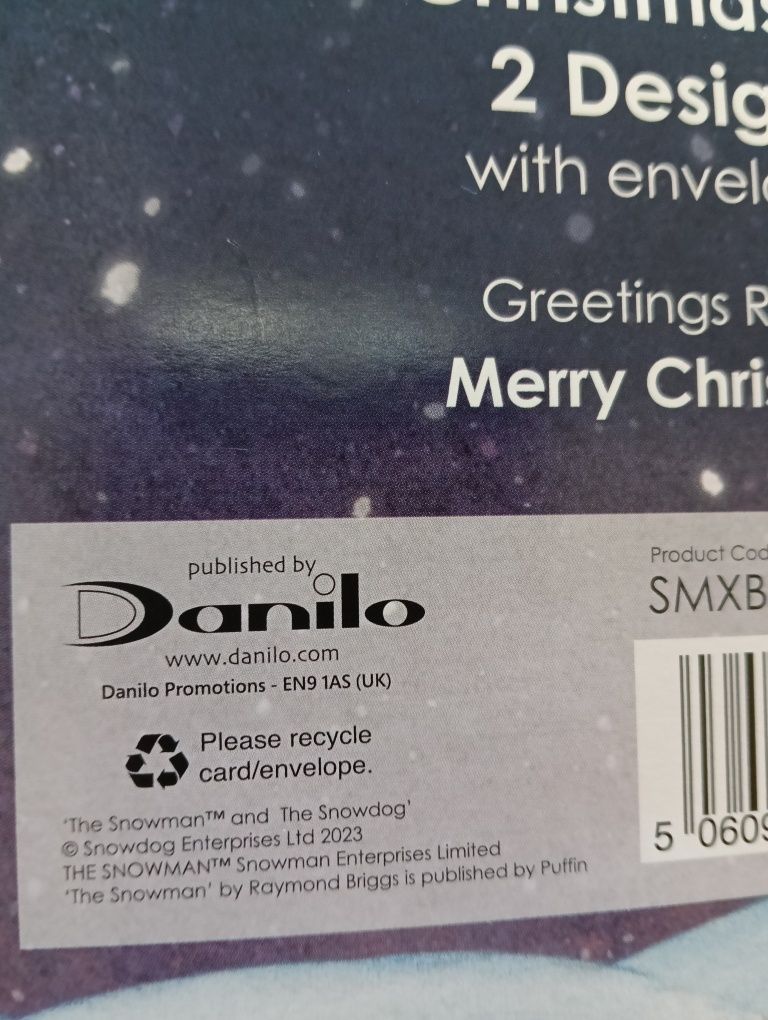 2 Desig
with envelo
Greetings R
Merry Chris
published by
Danilo
www.danilo.com
Danilo Promotions - EN9 1AS (UK)
Please recycle
card/envelope.
'The Snowman™ and The Snowdog'
© Snowdog Enterprises Ltd 2023
THE SNOWMAN™ Snowman Enterprises Limited
'The Snowman' by Raymond Briggs is published by Puffin
Product Cod
SMXB
5 0609